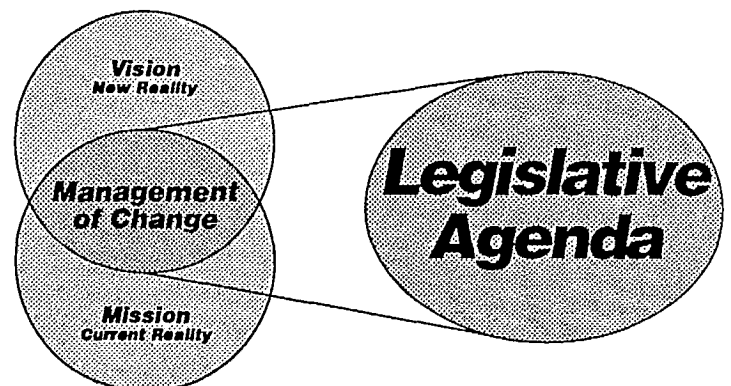 Vision
New Reality
Management
of Change
Mission
Current Reality
Legislative
Agenda